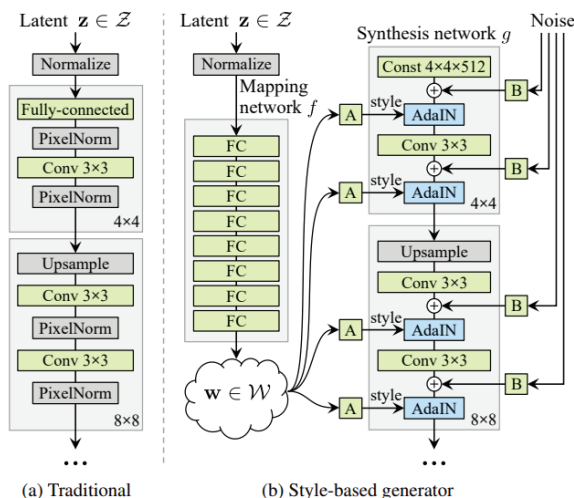 Latent z ∈ Z
Normalize
Fully-connected
PixelNorm
Conv 3×3
PixelNorm
4×4
Upsample
Conv 3×3
PixelNorm
Conv 3×3
PixelNorm
8×8
...
(a) Traditional
Latent z ∈ Z
Normalize
Mapping
network f
FC
FC
FC
FC
FC
FC
FC
FC
w ∈ W
A
A
A
A
style
style
style
style
Synthesis network g
Const 4×4×512
AdaIN
Conv 3×3
AdaIN
4×4
Upsample
Conv 3×3
AdaIN
Conv 3×3
AdaIN
8×8
...
Noise
B
B
B
B
(b) Style-based generator